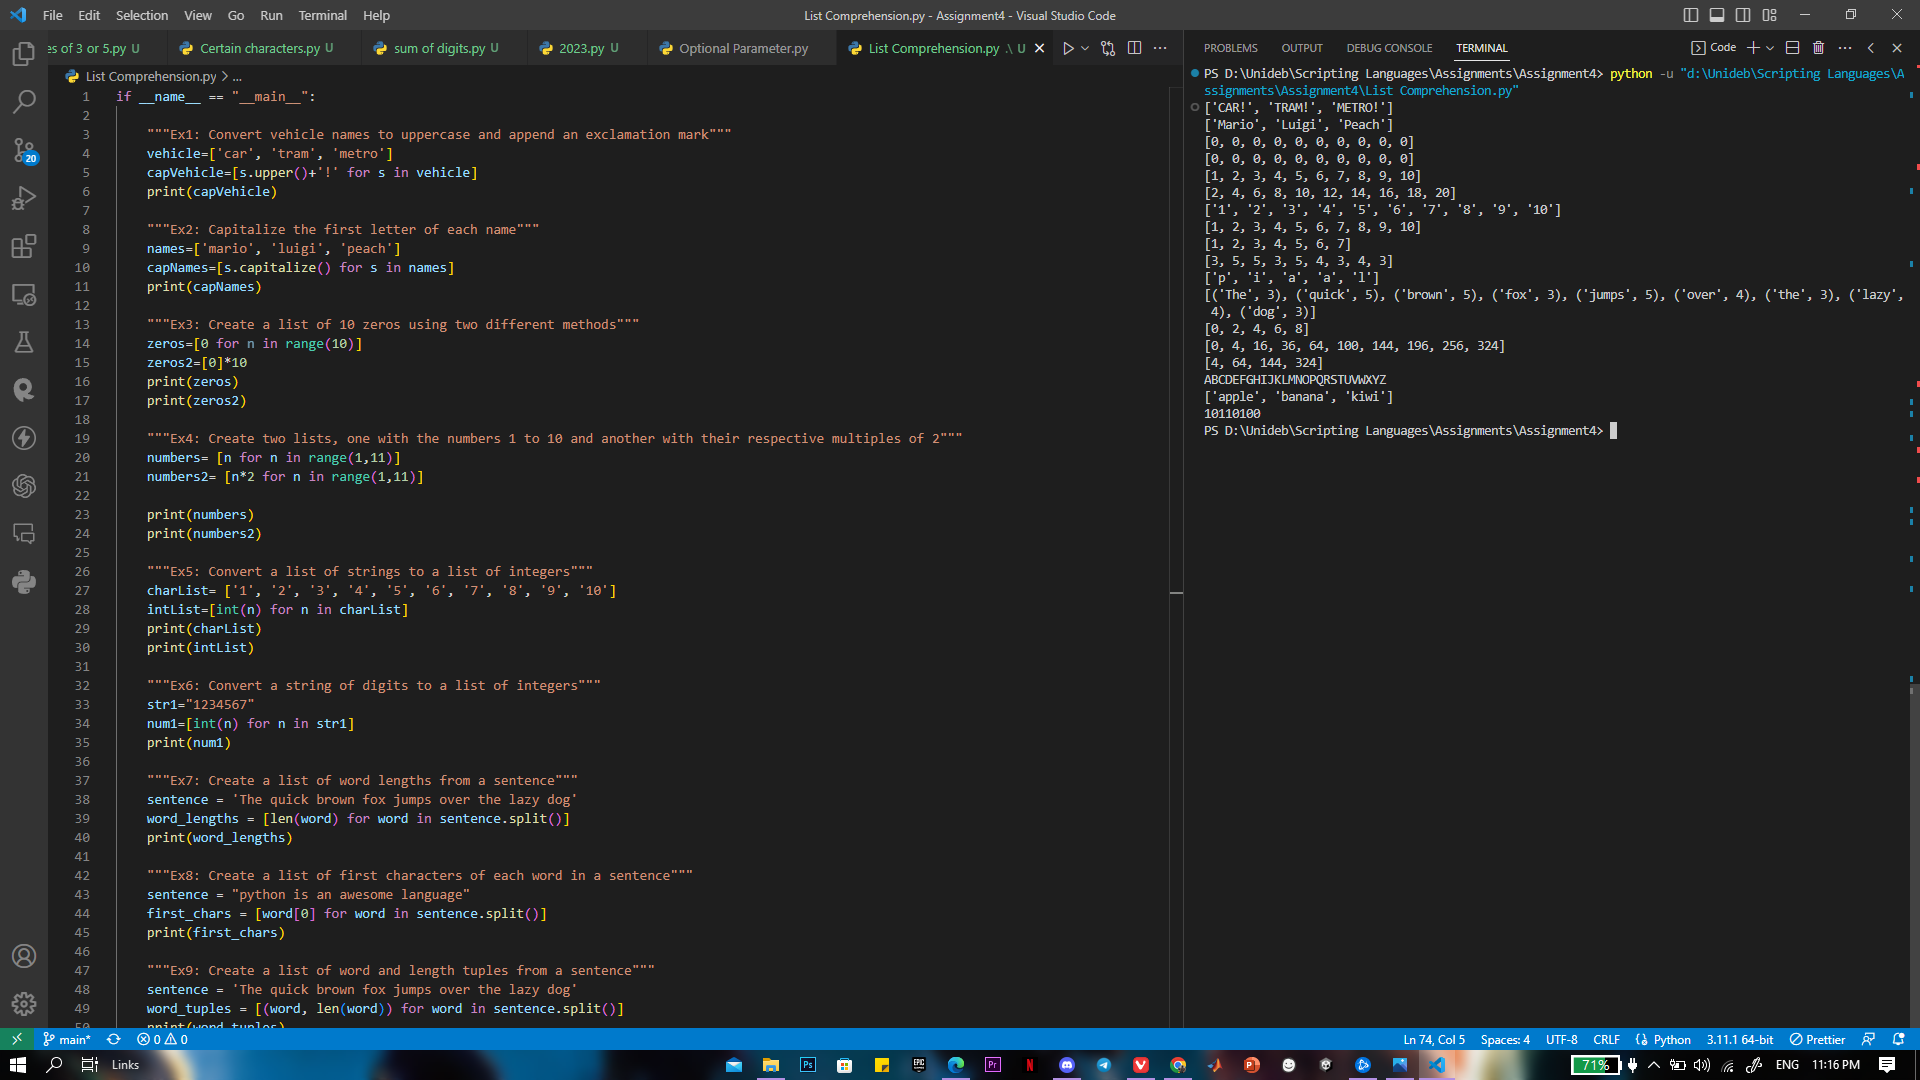 File Edit Selection View Go Run Terminal Help
List Comprehension.py - Assignment4 - Visual Studio Code
es of 3 or 5.py U
Certain characters.py U
sum of digits.py U
2023.py U
Optional Parameter.py
List Comprehension.py .\ U
List Comprehension.py > ...
1 if __name__ == "__main__":
2
3 """Ex1: Convert vehicle names to uppercase and append an exclamation mark"""
4 vehicle=['car', 'tram', 'metro']
5 capVehicle=[s.upper()+'!' for s in vehicle]
6 print(capVehicle)
7
8 """Ex2: Capitalize the first letter of each name"""
9 names=['mario', 'luigi', 'peach']
10 capNames=[s.capitalize() for s in names]
11 print(capNames)
12
13 """Ex3: Create a list of 10 zeros using two different methods"""
14 zeros=[0 for n in range(10)]
15 zeros2=[0]*10
16 print(zeros)
17 print(zeros2)
18
19 """Ex4: Create two lists, one with the numbers 1 to 10 and another with their respective multiples of 2"""
20 numbers= [n for n in range(1,11)]
21 numbers2= [n*2 for n in range(1,11)]
22
23 print(numbers)
24 print(numbers2)
25
26 """Ex5: Convert a list of strings to a list of integers"""
27 charList= ['1', '2', '3', '4', '5', '6', '7', '8', '9', '10']
28 intList=[int(n) for n in charList]
29 print(charList)
30 print(intList)
31
32 """Ex6: Convert a string of digits to a list of integers"""
33 str1="1234567"
34 num1=[int(n) for n in str1]
35 print(num1)
36
37 """Ex7: Create a list of word lengths from a sentence"""
38 sentence = 'The quick brown fox jumps over the lazy dog'
39 word_lengths = [len(word) for word in sentence.split()]
40 print(word_lengths)
41
42 """Ex8: Create a list of first characters of each word in a sentence"""
43 sentence = "python is an awesome language"
44 first_chars = [word[0] for word in sentence.split()]
45 print(first_chars)
46
47 """Ex9: Create a list of word and length tuples from a sentence"""
48 sentence = 'The quick brown fox jumps over the lazy dog'
49 word_tuples = [(word, len(word)) for word in sentence.split()]
50 print(word_tuples)
PROBLEMS OUTPUT DEBUG CONSOLE TERMINAL
Code
PS D:\Unideb\Scripting Languages\Assignments\Assignment4> python -u "d:\Unideb\Scripting Languages\A
ssignments\Assignment4\List Comprehension.py"
['CAR!', 'TRAM!', 'METRO!']
['Mario', 'Luigi', 'Peach']
[0, 0, 0, 0, 0, 0, 0, 0, 0, 0]
[0, 0, 0, 0, 0, 0, 0, 0, 0, 0]
[1, 2, 3, 4, 5, 6, 7, 8, 9, 10]
[2, 4, 6, 8, 10, 12, 14, 16, 18, 20]
['1', '2', '3', '4', '5', '6', '7', '8', '9', '10']
[1, 2, 3, 4, 5, 6, 7, 8, 9, 10]
[1, 2, 3, 4, 5, 6, 7]
[3, 5, 5, 3, 5, 4, 3, 4, 3]
['p', 'i', 'a', 'a', 'l']
[('The', 3), ('quick', 5), ('brown', 5), ('fox', 3), ('jumps', 5), ('over', 4), ('the', 3), ('lazy',
4), ('dog', 3)]
[0, 2, 4, 6, 8]
[0, 4, 16, 36, 64, 100, 144, 196, 256, 324]
[4, 64, 144, 324]
ABCDEFGHIJKLMNOPQRSTUVWXYZ
['apple', 'banana', 'kiwi']
10110100
PS D:\Unideb\Scripting Languages\Assignments\Assignment4>
20
main* 0 0
Ln 74, Col 5 Spaces: 4 UTF-8 CRLF Python 3.11.1 64-bit Prettier
Links
71% ENG 11:16 PM